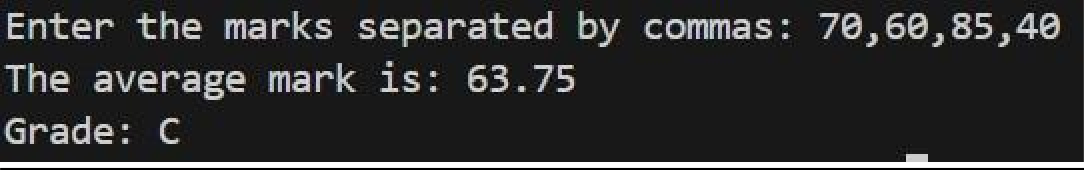 Enter the marks separated by commas: 70,60,85,40
The average mark is: 63.75
Grade: C